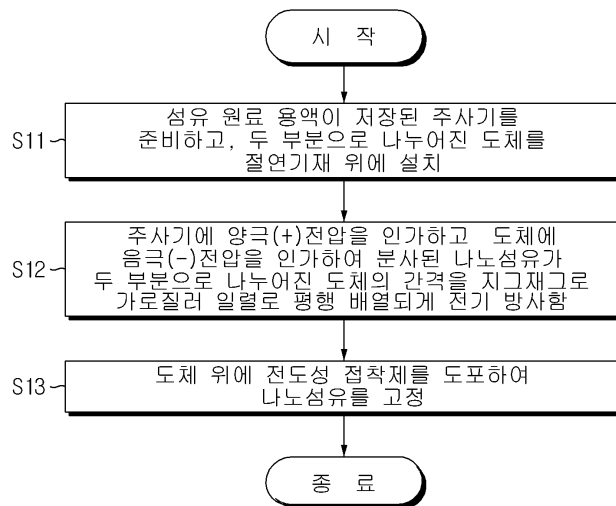 시 작
S11
섬유 원료 용액이 저장된 주사기를
준비하고, 두 부분으로 나누어진 도체를
절연기재 위에 설치
S12
주사기에 양극(+)전압을 인가하고 도체에
음극(-)전압을 인가하여 분사된 나노섬유가
두 부분으로 나누어진 도체의 간격을 지그재그로
가로질러 일렬로 평행 배열되게 전기 방사함
S13
도체 위에 전도성 접착제를 도포하여
나노섬유를 고정
종 료